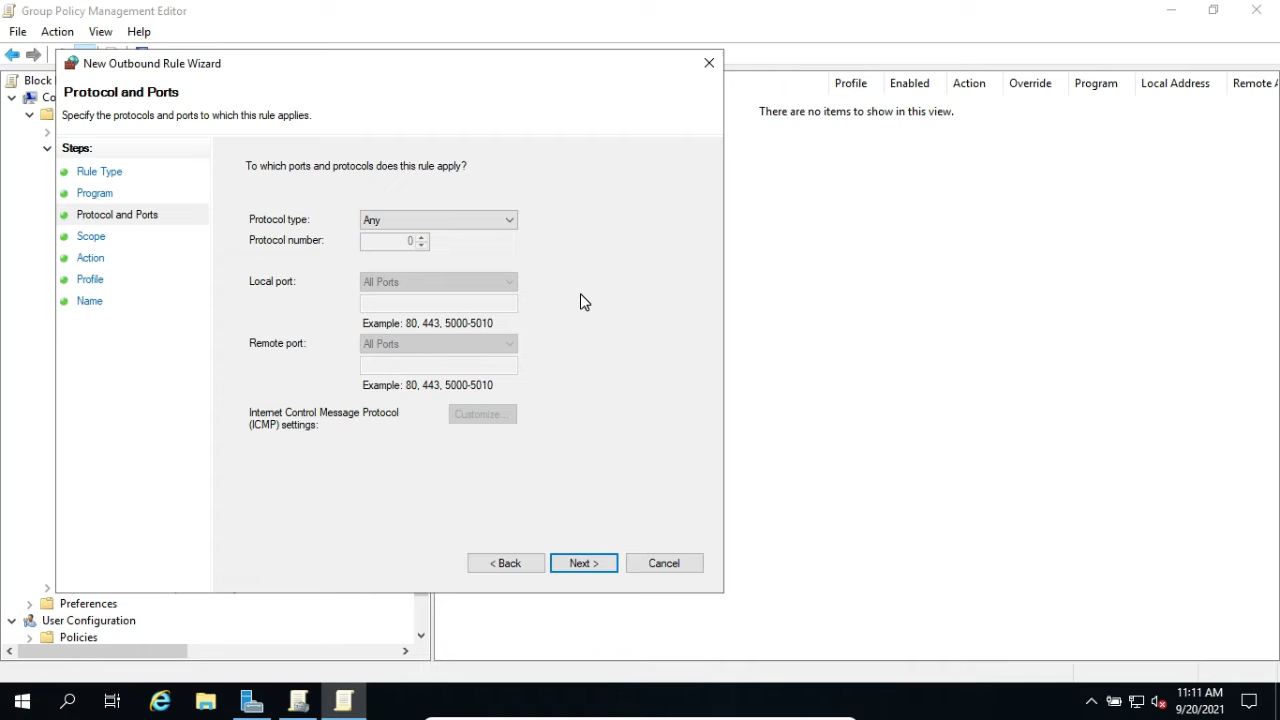 Group Policy Management Editor
File Action View Help
New Outbound Rule Wizard
Protocol and Ports
Specify the protocols and ports to which this rule applies.
Steps:
Rule Type
Program
Protocol and Ports
Scope
Action
Profile
Name
To which ports and protocols does this rule apply?
Protocol type: Any
Protocol number: 0
Local port: All Ports
Example: 80, 443, 5000-5010
Remote port: All Ports
Example: 80, 443, 5000-5010
Internet Control Message Protocol
(ICMP) settings:
Customize...
< Back Next > Cancel
Block
Co
Preferences
User Configuration
Policies
Profile Enabled Action Override Program Local Address Remote A
There are no items to show in this view.
11:11 AM
9/20/2021